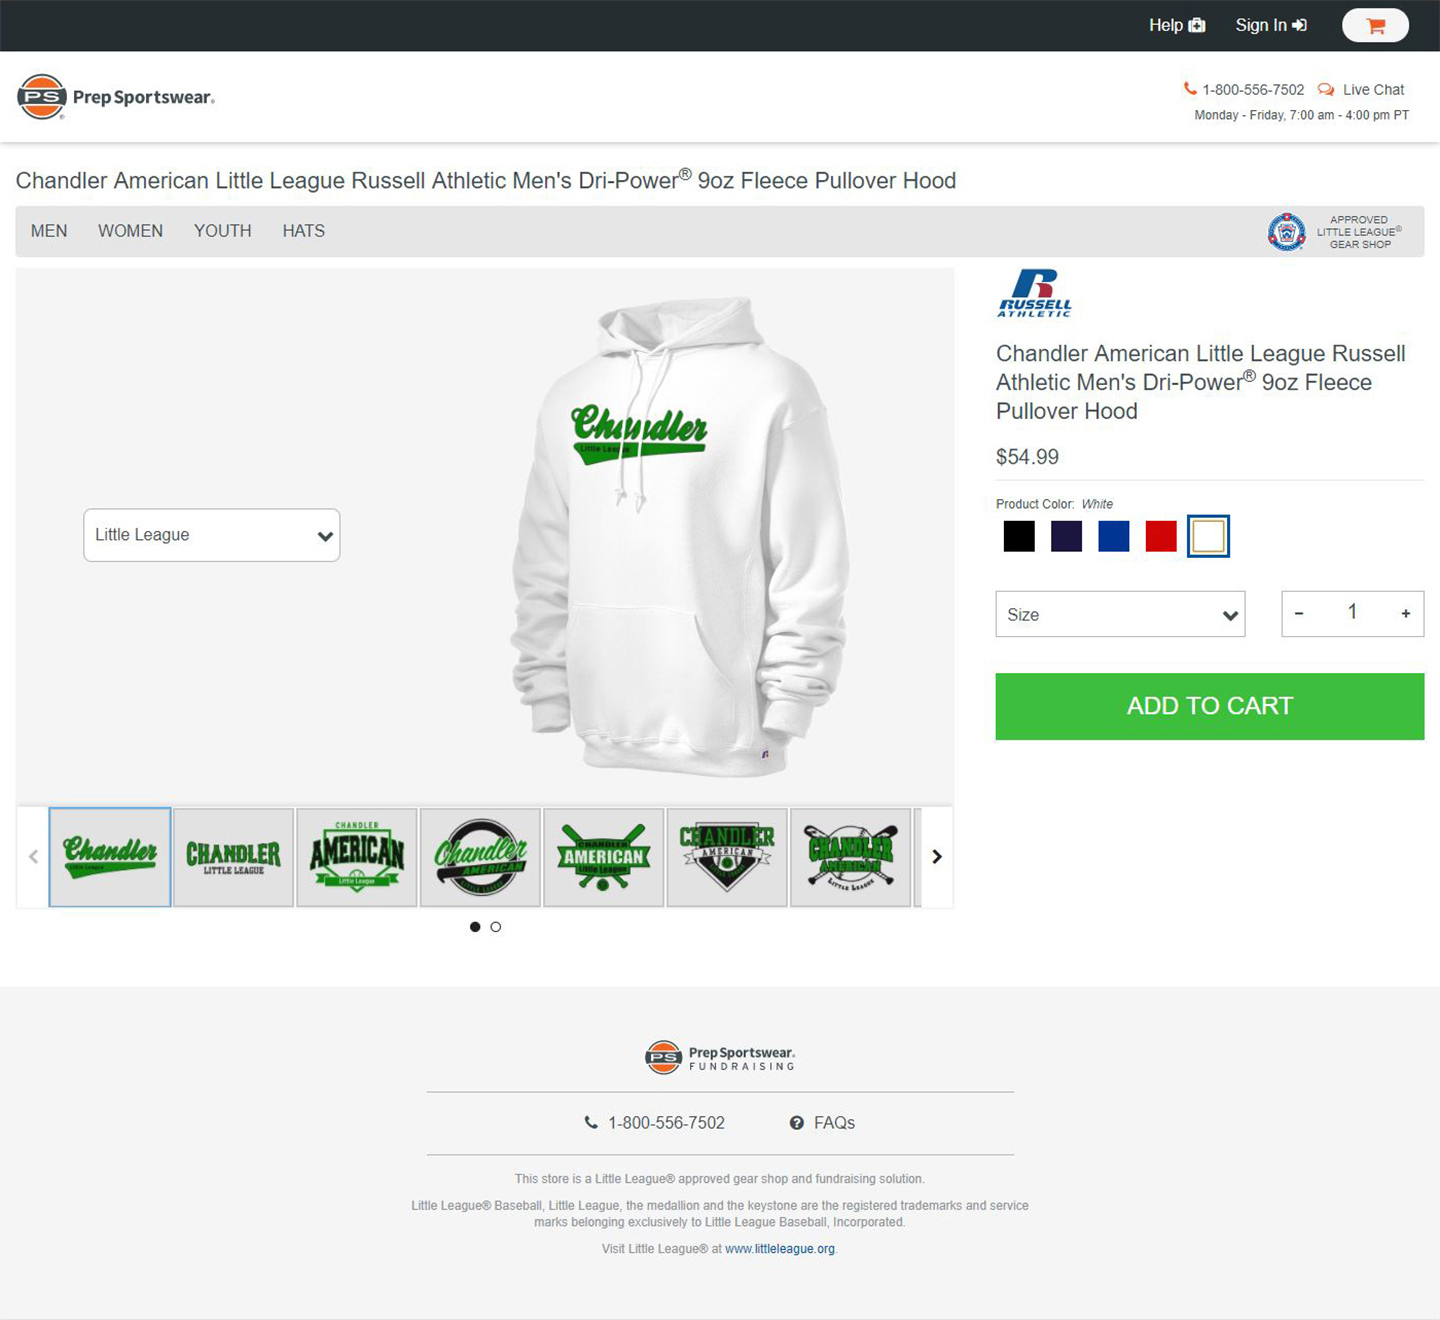 Help
Sign In
PS Prep Sportswear.
1-800-556-7502 Live Chat
Monday - Friday, 7:00 am - 4:00 pm PT
Chandler American Little League Russell Athletic Men's Dri-Power® 9oz Fleece Pullover Hood
MEN WOMEN YOUTH HATS
APPROVED
LITTLE LEAGUE®
GEAR SHOP
Chandler
Little League
Little League
RUSSELL
ATHLETIC
Chandler American Little League Russell
Athletic Men's Dri-Power® 9oz Fleece
Pullover Hood
$54.99
Product Color: White
Size
- 1 +
ADD TO CART
Chandler
Little League
CHANDLER
LITTLE LEAGUE
CHANDLER
AMERICAN
Little League
Chandler
AMERICAN
LITTLE LEAGUE
CHANDLER
AMERICAN
Little League
CHANDLER
AMERICAN
CHANDLER
AMERICAN
LITTLE LEAGUE
PS Prep Sportswear.
FUNDRAISING
1-800-556-7502 FAQs
This store is a Little League® approved gear shop and fundraising solution.
Little League® Baseball, Little League, the medallion and the keystone are the registered trademarks and service
marks belonging exclusively to Little League Baseball, Incorporated.
Visit Little League® at www.littleleague.org.